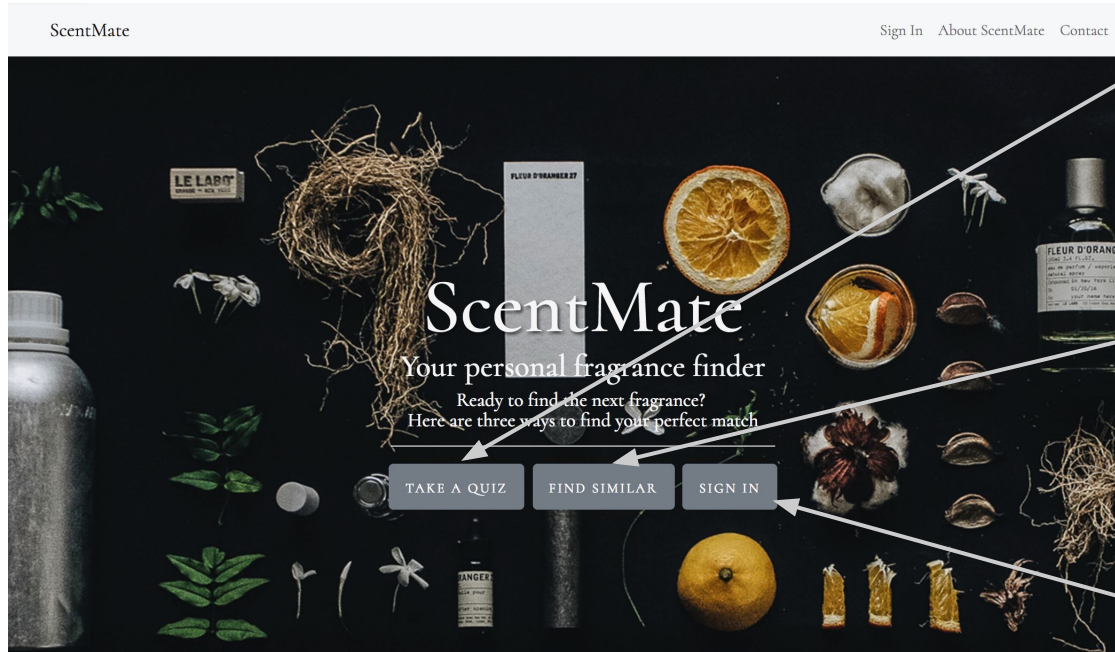 ScentMate
Sign In
About ScentMate
Contact
LE LABO
FLEUR D'ORANGER 27
FLEUR D'ORANG
ScentMate
Your personal fragrance finder
Ready to find the next fragrance?
Here are three ways to find your perfect match
TAKE A QUIZ
FIND SIMILAR
SIGN IN
RANGER